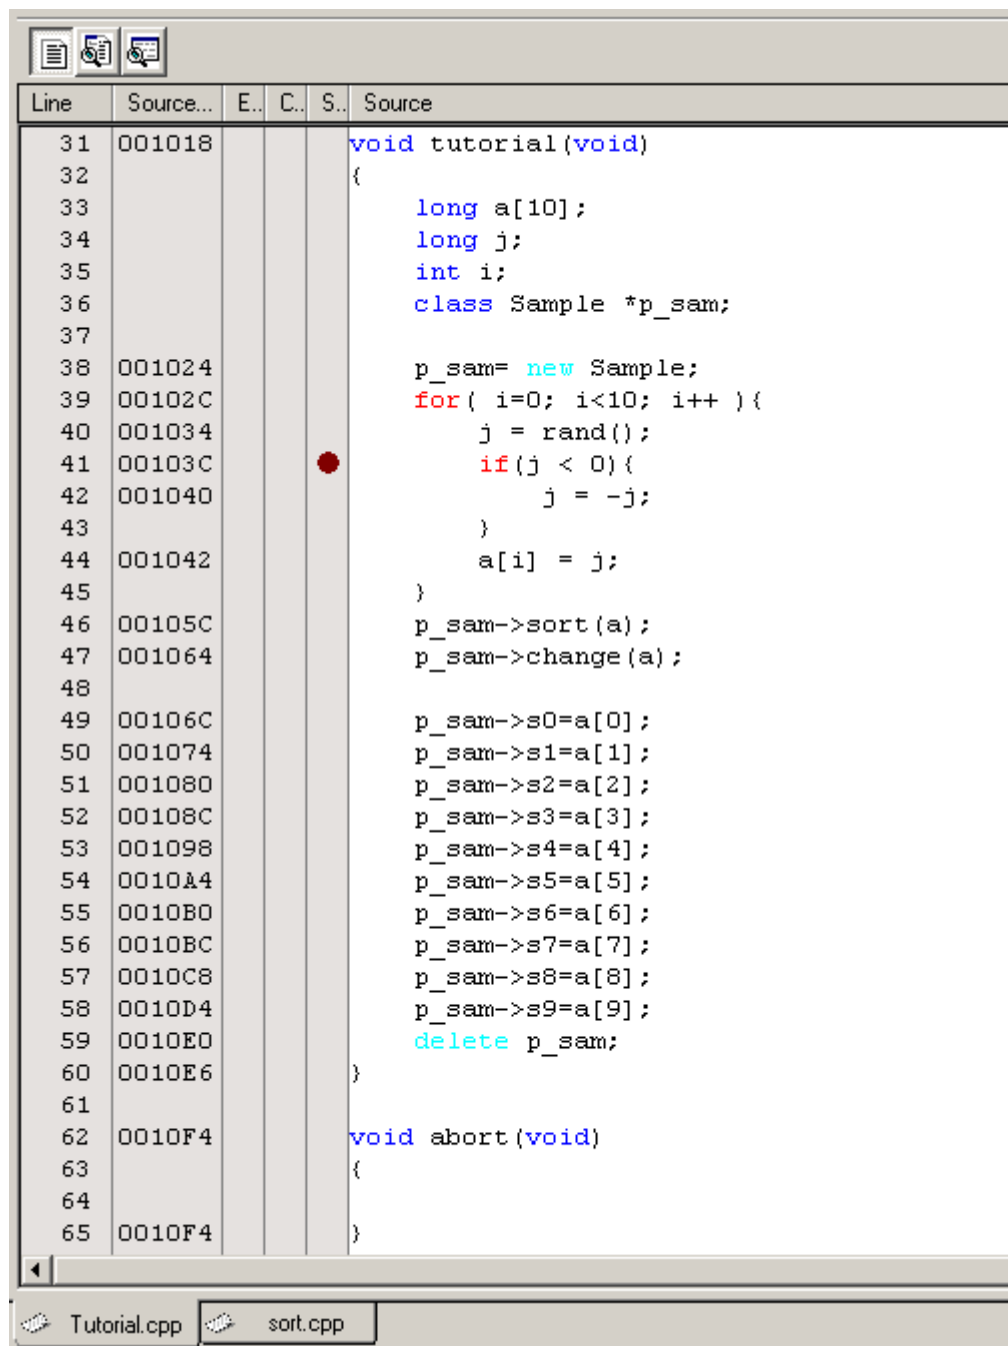 Line Source... E.. C.. S.. Source
31 001018 void tutorial(void)
32 {
33 long a[10];
34 long j;
35 int i;
36 class Sample *p_sam;
37
38 001024 p_sam= new Sample;
39 00102C for( i=0; i<10; i++ ){
40 001034 j = rand();
41 00103C if(j < 0){
42 001040 j = -j;
43 }
44 001042 a[i] = j;
45 }
46 00105C p_sam->sort(a);
47 001064 p_sam->change(a);
48
49 00106C p_sam->s0=a[0];
50 001074 p_sam->s1=a[1];
51 001080 p_sam->s2=a[2];
52 00108C p_sam->s3=a[3];
53 001098 p_sam->s4=a[4];
54 0010A4 p_sam->s5=a[5];
55 0010B0 p_sam->s6=a[6];
56 0010BC p_sam->s7=a[7];
57 0010C8 p_sam->s8=a[8];
58 0010D4 p_sam->s9=a[9];
59 0010E0 delete p_sam;
60 0010E6 }
61
62 0010F4 void abort(void)
63 {
64
65 0010F4 }
Tutorial.cpp sort.cpp